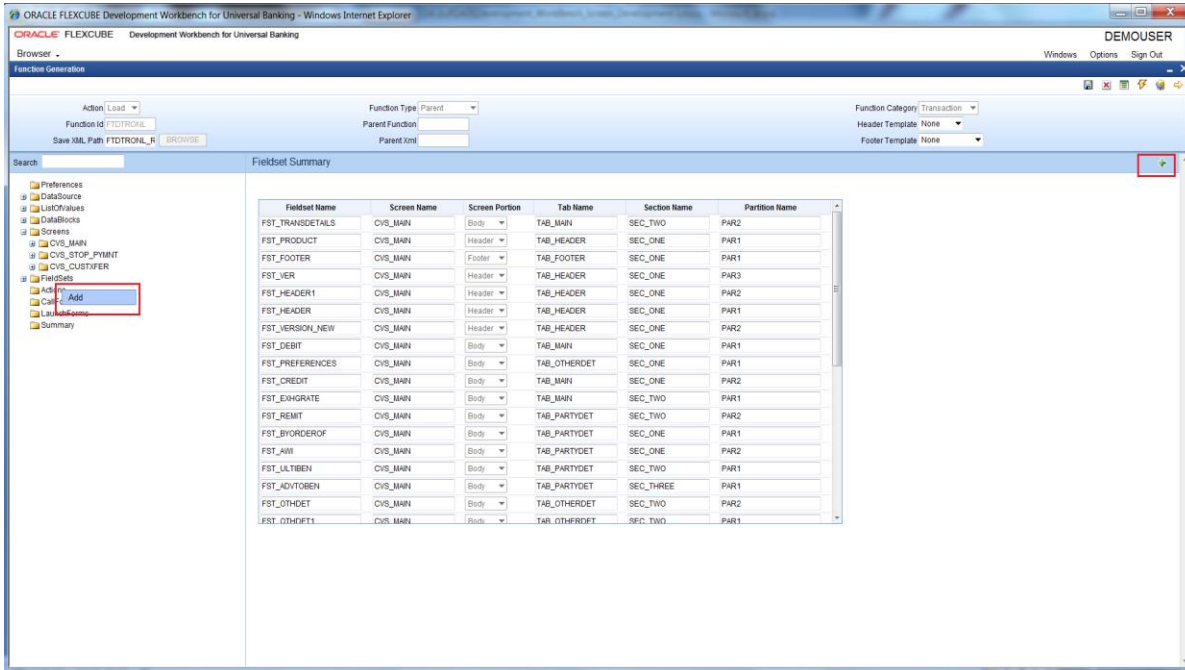 ORACLE FLEXCUBE Development Workbench for Universal Banking - Windows Internet Explorer
ORACLE FLEXCUBE Development Workbench for Universal Banking DEMOUSER
Browser Windows Options Sign Out
Function Generation
Action Load Function Type Parent Function Category Transaction
Function Id FTDTRONL Parent Function Header Template None
Save XML Path FTDTRONL_R BROWSE Parent Xml Footer Template None
Search Fieldset Summary
Preferences
DataSource
ListOfValues
DataBlocks
Screens
CVS_MAIN
CVS_STOP_PYMNT
CVS_CUSTXFER
FieldSets
Add
LaunchForms
Summary
Fieldset Name Screen Name Screen Portion Tab Name Section Name Partition Name
FST_TRANSDETAILS CVS_MAIN Body TAB_MAIN SEC_TWO PAR2
FST_PRODUCT CVS_MAIN Header TAB_HEADER SEC_ONE PAR1
FST_FOOTER CVS_MAIN Footer TAB_FOOTER SEC_ONE PAR1
FST_VER CVS_MAIN Header TAB_HEADER SEC_ONE PAR3
FST_HEADER1 CVS_MAIN Header TAB_HEADER SEC_ONE PAR2
FST_HEADER CVS_MAIN Header TAB_HEADER SEC_ONE PAR1
FST_VERSION_NEW CVS_MAIN Header TAB_HEADER SEC_ONE PAR2
FST_DEBIT CVS_MAIN Body TAB_MAIN SEC_ONE PAR1
FST_PREFERENCES CVS_MAIN Body TAB_OTHERDET SEC_ONE PAR1
FST_CREDIT CVS_MAIN Body TAB_MAIN SEC_ONE PAR2
FST_EXHGRATE CVS_MAIN Body TAB_MAIN SEC_TWO PAR1
FST_REMIT CVS_MAIN Body TAB_PARTYDET SEC_TWO PAR2
FST_BYORDEROF CVS_MAIN Body TAB_PARTYDET SEC_ONE PAR1
FST_AWI CVS_MAIN Body TAB_PARTYDET SEC_ONE PAR2
FST_ULTIBEN CVS_MAIN Body TAB_PARTYDET SEC_TWO PAR1
FST_ADVTOBEN CVS_MAIN Body TAB_PARTYDET SEC_THREE PAR1
FST_OTHDET CVS_MAIN Body TAB_OTHERDET SEC_TWO PAR2
FST_OTHDET1 CVS_MAIN Body TAB_OTHERDET SEC_TWO PAR1